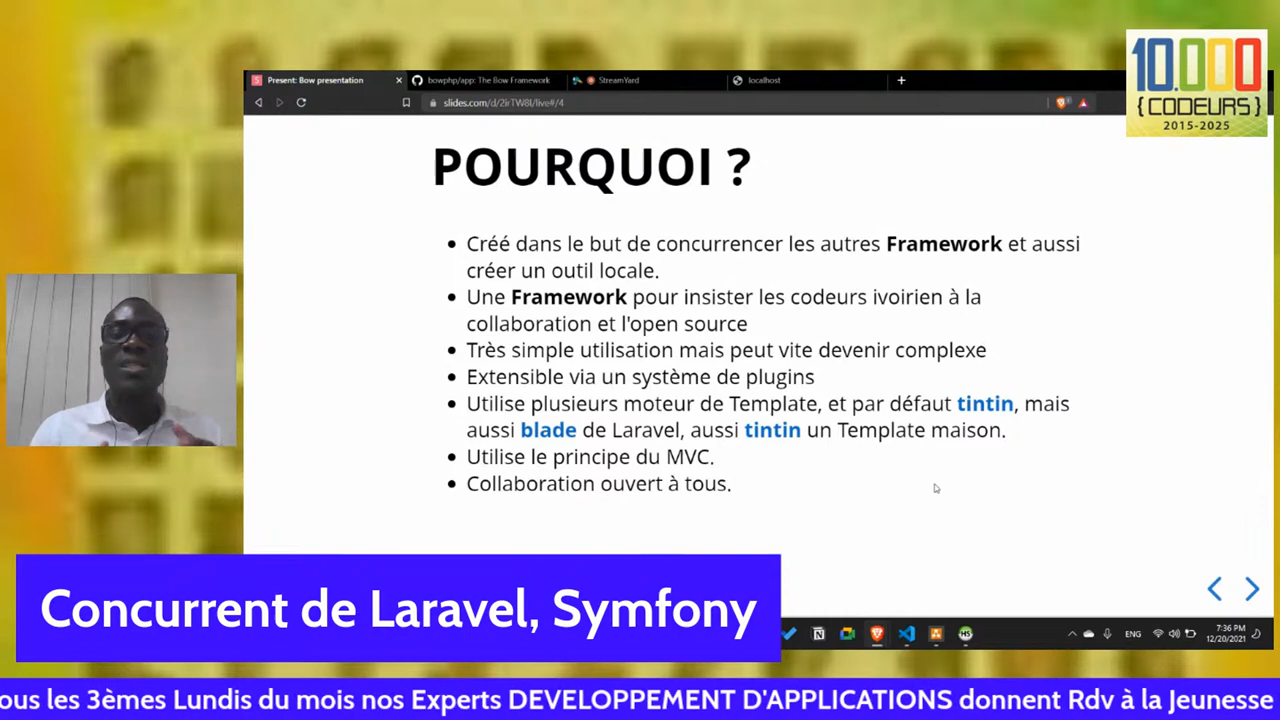 10.000
{CODEURS}
2015-2025
Present: Bow presentation
bowphp/app: The Bow Framework
StreamYard
localhost
slides.com/d/2irTW8I/live#/4
POURQUOI ?
Créé dans le but de concurrencer les autres Framework et aussi
créer un outil locale.
Une Framework pour insister les codeurs ivoirien à la
collaboration et l'open source
Très simple utilisation mais peut vite devenir complexe
Extensible via un système de plugins
Utilise plusieurs moteur de Template, et par défaut tintin, mais
aussi blade de Laravel, aussi tintin un Template maison.
Utilise le principe du MVC.
Collaboration ouvert à tous.
Concurrent de Laravel, Symfony
ENG
7:36 PM
12/20/2021
ous les 3èmes Lundis du mois nos Experts DEVELOPPEMENT D'APPLICATIONS donnent Rdv à la Jeunesse